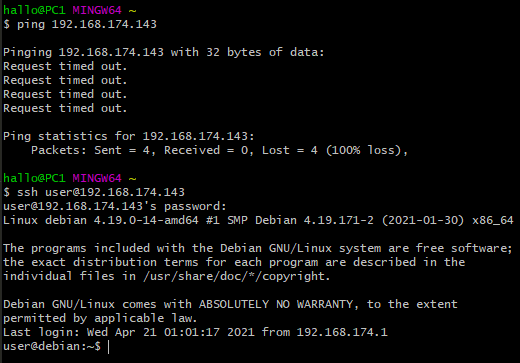 hallo@PC1 MINGW64 ~
$ ping 192.168.174.143

Pinging 192.168.174.143 with 32 bytes of data:
Request timed out.
Request timed out.
Request timed out.
Request timed out.

Ping statistics for 192.168.174.143:
    Packets: Sent = 4, Received = 0, Lost = 4 (100% loss),

hallo@PC1 MINGW64 ~
$ ssh user@192.168.174.143
user@192.168.174.143's password:
Linux debian 4.19.0-14-amd64 #1 SMP Debian 4.19.171-2 (2021-01-30) x86_64

The programs included with the Debian GNU/Linux system are free software;
the exact distribution terms for each program are described in the
individual files in /usr/share/doc/*/copyright.

Debian GNU/Linux comes with ABSOLUTELY NO WARRANTY, to the extent
permitted by applicable law.
Last login: Wed Apr 21 01:01:17 2021 from 192.168.174.1
user@debian:~$